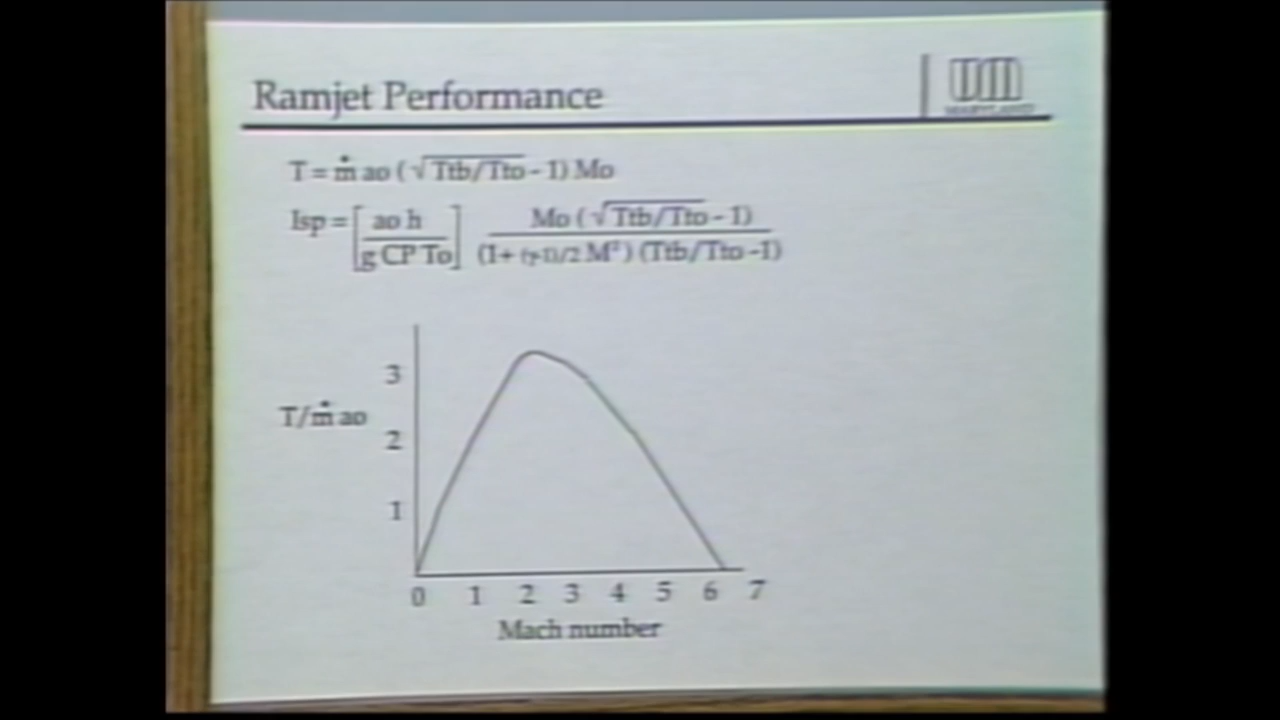 Ramjet Performance
MARYLAND
T = ṁ ao (√Ttb/Tto - 1) Mo
Isp = [ao h / g CP To] Mo (√Ttb/Tto - 1) / (1 + (γ-1)/2 M²) (Ttb/Tto -1)
3
T/ṁ ao
2
1
0 1 2 3 4 5 6 7
Mach number